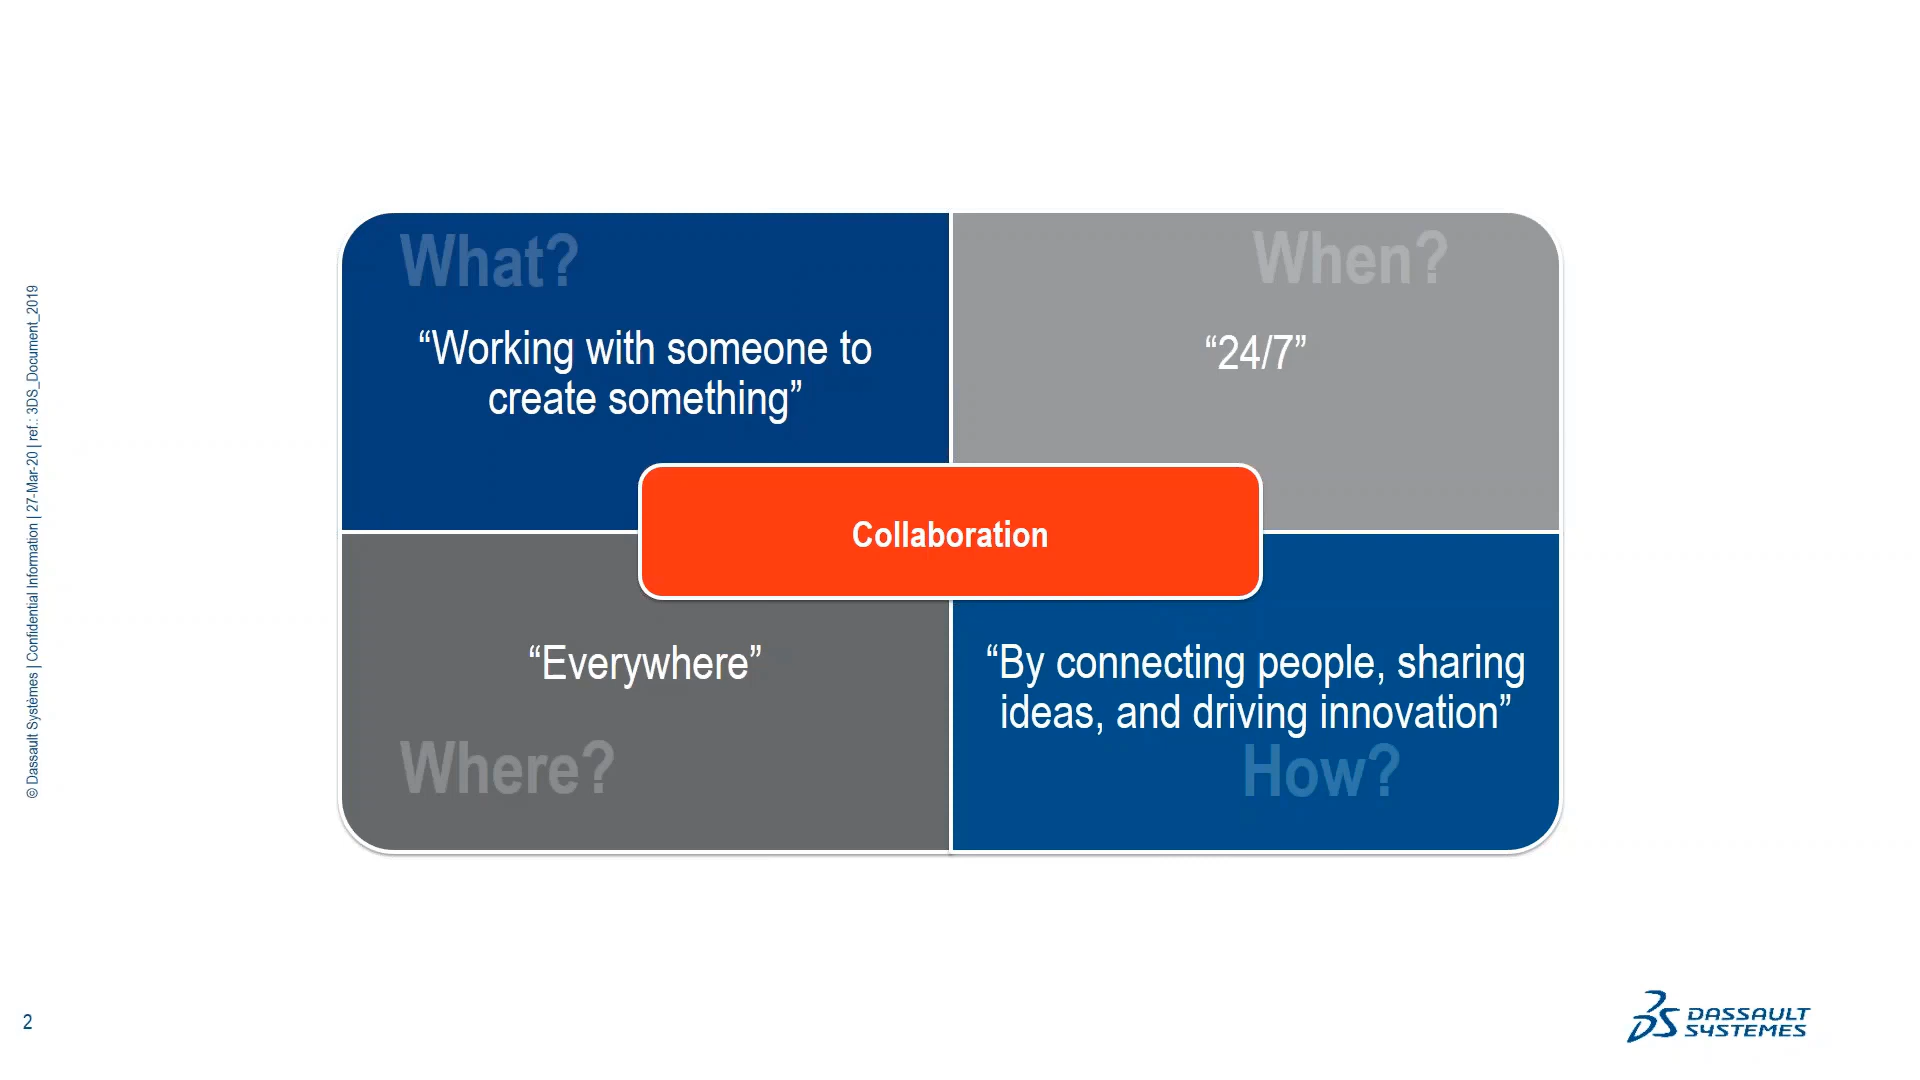 © Dassault Systèmes | Confidential Information | 27-Mar-20 | ref.: 3DS_Document_2019
What?
“Working with someone to
create something”
When?
“24/7”
Collaboration
“Everywhere”
Where?
“By connecting people, sharing
ideas, and driving innovation”
How?
2
3DS DASSAULT
SYSTEMES